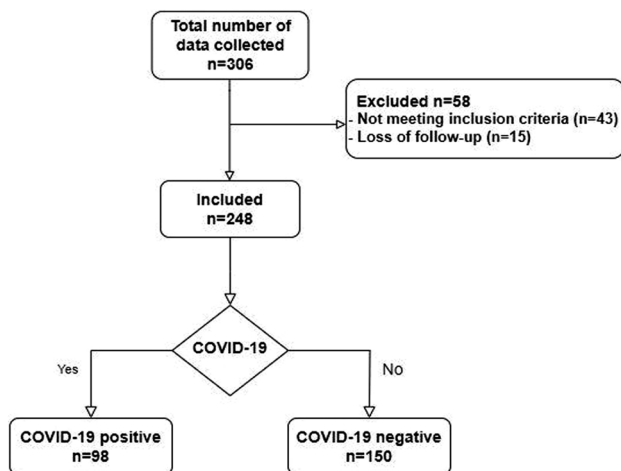 Total number of
data collected
n=306
Excluded n=58
- Not meeting inclusion criteria (n=43)
- Loss of follow-up (n=15)
Included
n=248
COVID-19
Yes
No
COVID-19 positive
n=98
COVID-19 negative
n=150